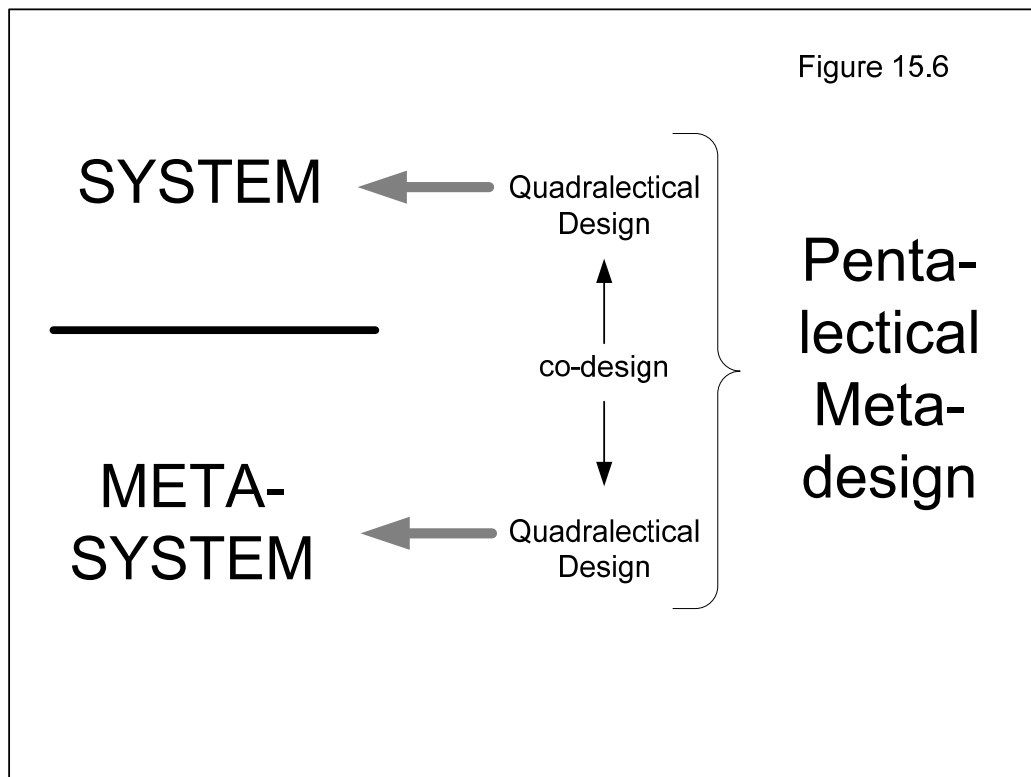 Figure 15.6
SYSTEM
Quadralectical
Design
co-design
META-
SYSTEM
Quadralectical
Design
Penta-
lectical
Meta-
design